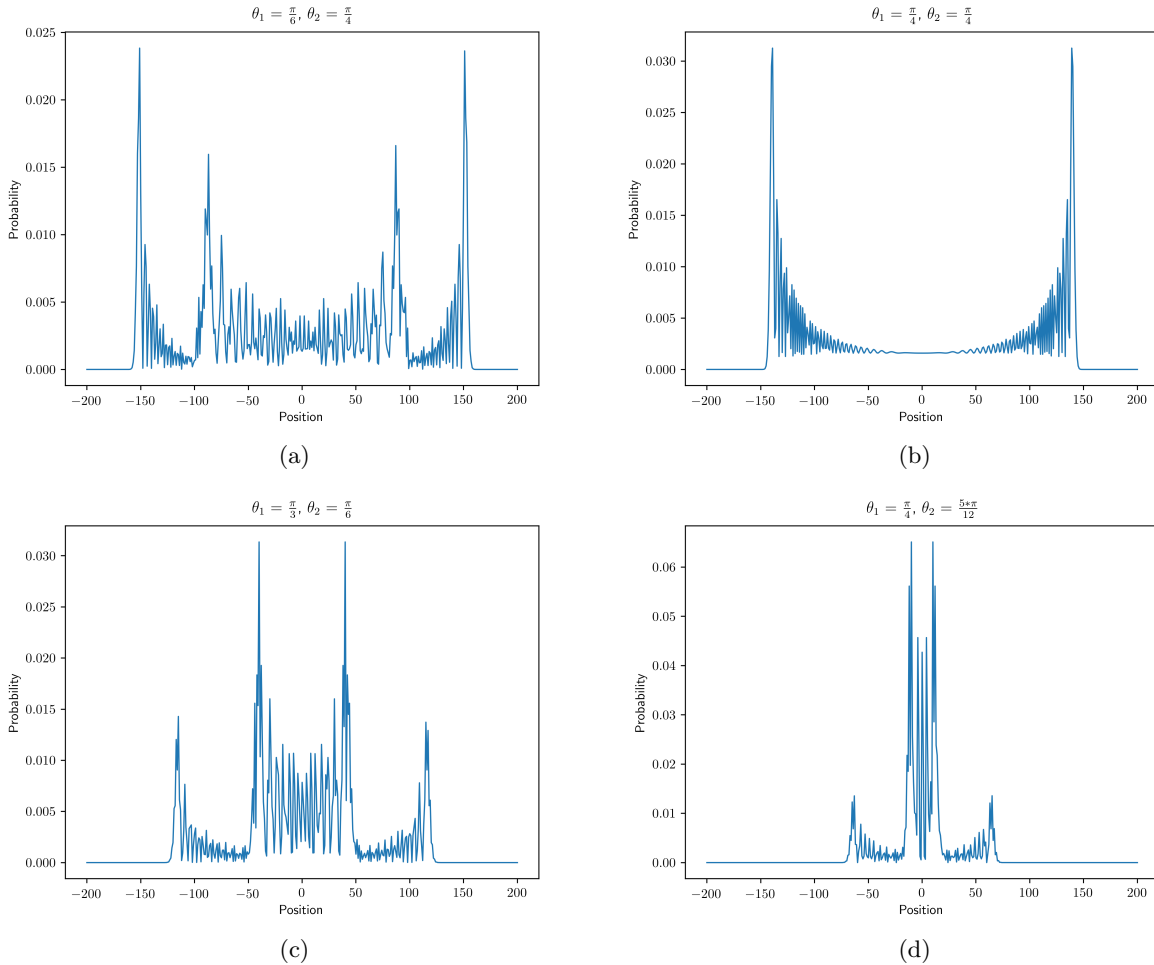 θ₁ = π/6, θ₂ = π/4
0.025
0.020
0.015
0.010
0.005
0.000
Probability
−200 −150 −100 −50 0 50 100 150 200
Position
(a)
θ₁ = π/4, θ₂ = π/4
0.030
0.025
0.020
0.015
0.010
0.005
0.000
Probability
−200 −150 −100 −50 0 50 100 150 200
Position
(b)
θ₁ = π/3, θ₂ = π/6
0.030
0.025
0.020
0.015
0.010
0.005
0.000
Probability
−200 −150 −100 −50 0 50 100 150 200
Position
(c)
θ₁ = π/4, θ₂ = 5*π/12
0.06
0.05
0.04
0.03
0.02
0.01
0.00
Probability
−200 −150 −100 −50 0 50 100 150 200
Position
(d)